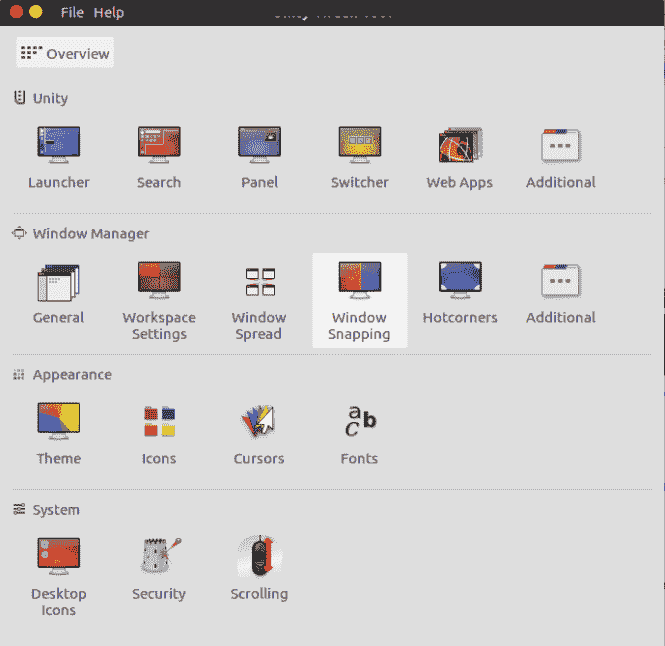 File Help
Overview
Unity
Launcher Search Panel Switcher Web Apps Additional
Window Manager
General Workspace Window Window Hotcorners Additional
Settings Spread Snapping
Appearance
Theme Icons Cursors Fonts
a
c b
System
Desktop Security Scrolling
Icons